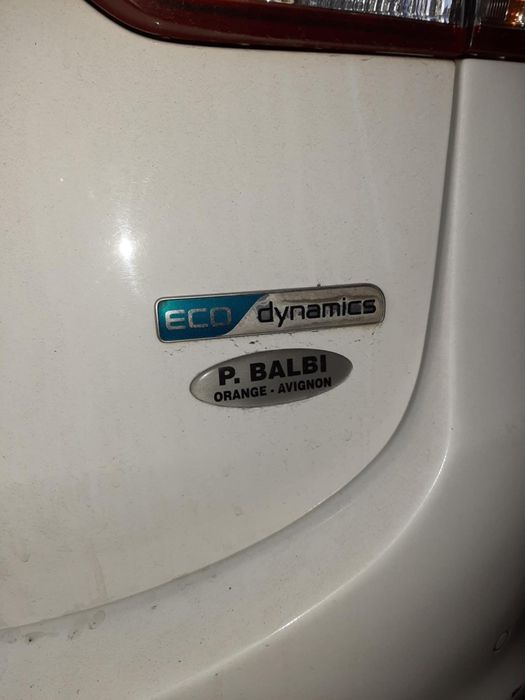 ECO dynamics
P. BALBI
ORANGE - AVIGNON